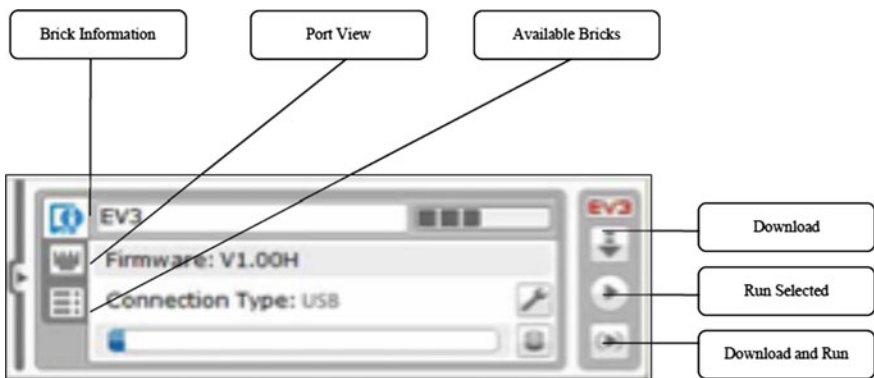 Brick Information
Port View
Available Bricks
EV3
EV3
Firmware: V1.00H
Download
Connection Type: USB
Run Selected
Download and Run